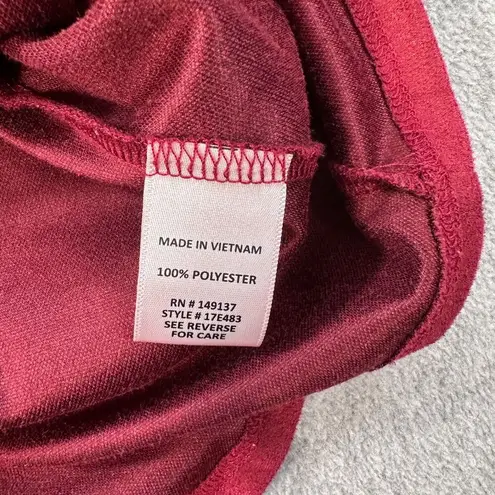 MADE IN VIETNAM
100% POLYESTER
RN # 149137
STYLE # 17E483
SEE REVERSE
FOR CARE